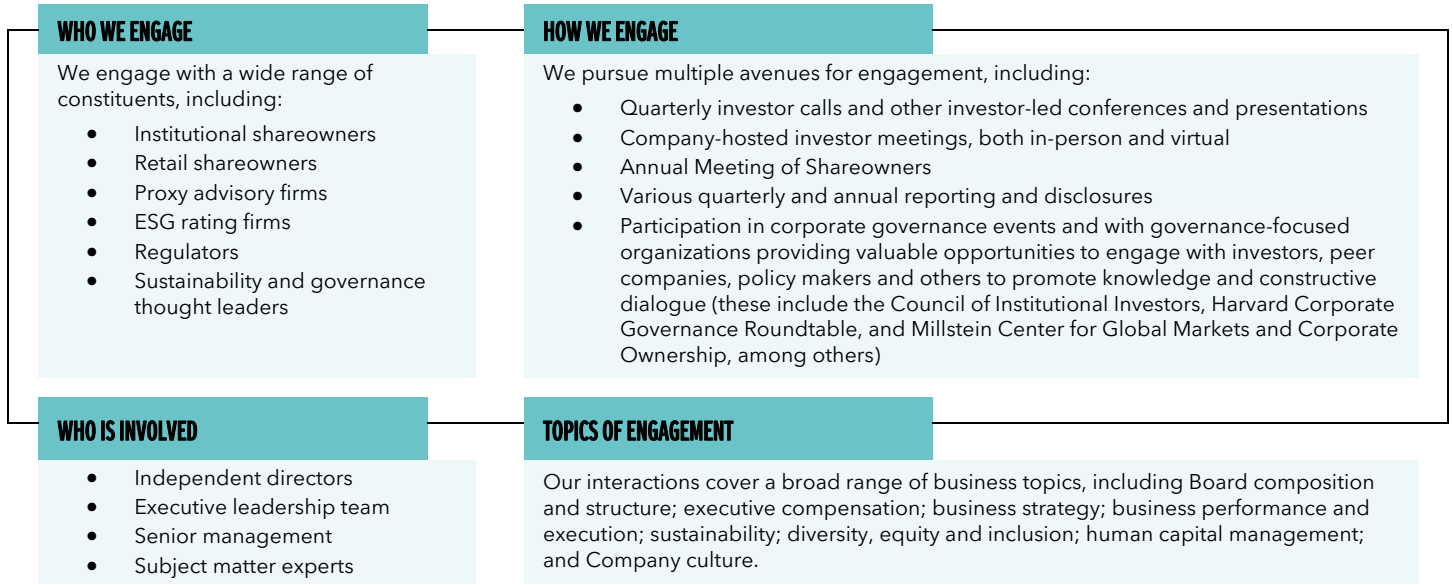 WHO WE ENGAGE
We engage with a wide range of
constituents, including:
● Institutional shareowners
● Retail shareowners
● Proxy advisory firms
● ESG rating firms
● Regulators
● Sustainability and governance
thought leaders
HOW WE ENGAGE
We pursue multiple avenues for engagement, including:
● Quarterly investor calls and other investor-led conferences and presentations
● Company-hosted investor meetings, both in-person and virtual
● Annual Meeting of Shareowners
● Various quarterly and annual reporting and disclosures
● Participation in corporate governance events and with governance-focused
organizations providing valuable opportunities to engage with investors, peer
companies, policy makers and others to promote knowledge and constructive
dialogue (these include the Council of Institutional Investors, Harvard Corporate
Governance Roundtable, and Millstein Center for Global Markets and Corporate
Ownership, among others)
WHO IS INVOLVED
● Independent directors
● Executive leadership team
● Senior management
● Subject matter experts
TOPICS OF ENGAGEMENT
Our interactions cover a broad range of business topics, including Board composition
and structure; executive compensation; business strategy; business performance and
execution; sustainability; diversity, equity and inclusion; human capital management;
and Company culture.